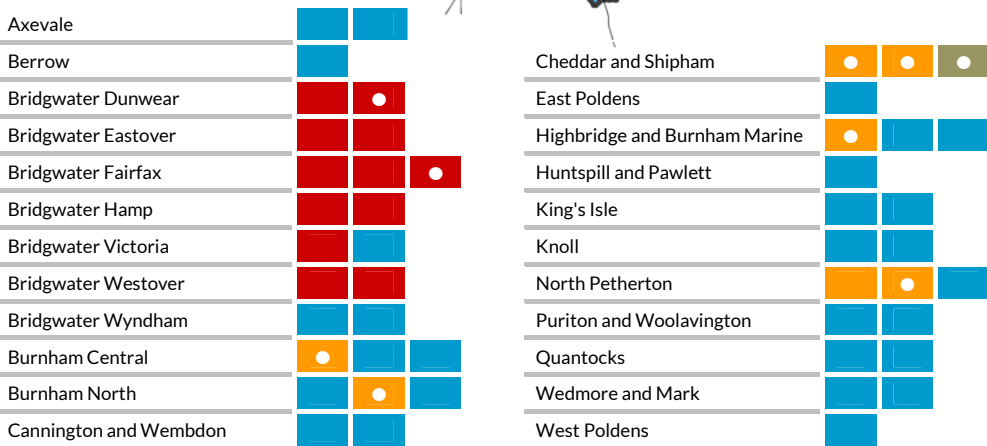 Axevale
Berrow
Bridgwater Dunwear
Bridgwater Eastover
Bridgwater Fairfax
Bridgwater Hamp
Bridgwater Victoria
Bridgwater Westover
Bridgwater Wyndham
Burnham Central
Burnham North
Cannington and Wembdon
Cheddar and Shipham
East Poldens
Highbridge and Burnham Marine
Huntspill and Pawlett
King's Isle
Knoll
North Petherton
Puriton and Woolavington
Quantocks
Wedmore and Mark
West Poldens